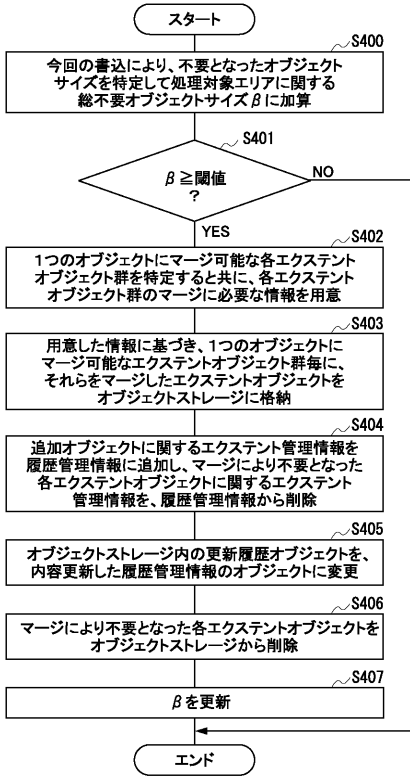 スタート
S400
今回の書込により、不要となったオブジェクト
サイズを特定して処理対象エリアに関する
総不要オブジェクトサイズβに加算
S401
β≧閾値
?
NO
YES
S402
1つのオブジェクトにマージ可能な各エクステント
オブジェクト群を特定すると共に、各エクステント
オブジェクト群のマージに必要な情報を用意
S403
用意した情報に基づき、1つのオブジェクトに
マージ可能なエクステントオブジェクト群毎に、
それらをマージしたエクステントオブジェクトを
オブジェクトストレージに格納
S404
追加オブジェクトに関するエクステント管理情報を
履歴管理情報に追加し、マージにより不要となった
各エクステントオブジェクトに関するエクステント
管理情報を、履歴管理情報から削除
S405
オブジェクトストレージ内の更新履歴オブジェクトを、
内容更新した履歴管理情報のオブジェクトに変更
S406
マージにより不要となった各エクステントオブジェクトを
オブジェクトストレージから削除
S407
βを更新
エンド